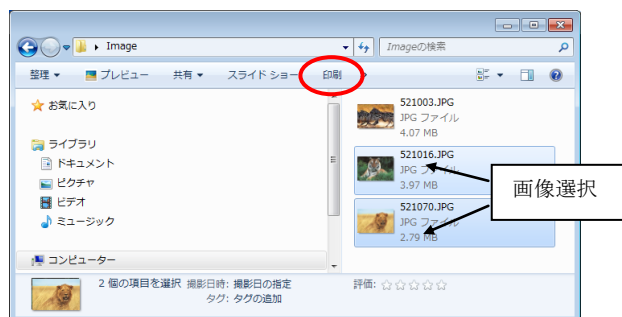 Image
Imageの検索
整理 プレビュー 共有 スライド ショー 印刷
お気に入り
ライブラリ
ドキュメント
ピクチャ
ビデオ
ミュージック
コンピューター
521003.JPG
JPG ファイル
4.07 MB
521016.JPG
JPG ファイル
3.97 MB
521070.JPG
JPG ファイル
2.79 MB
画像選択
2 個の項目を選択 撮影日時: 撮影日の指定 評価: ☆☆☆☆☆
タグ: タグの追加